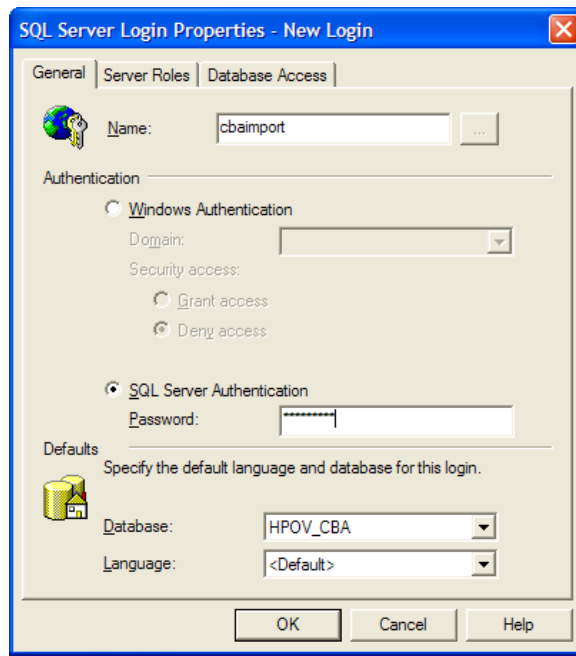 SQL Server Login Properties - New Login
General Server Roles Database Access
Name: cbaimport ...
Authentication
Windows Authentication
Domain:
Security access:
Grant access
Deny access
SQL Server Authentication
Password: *********
Defaults
Specify the default language and database for this login.
Database: HPOV_CBA
Language: <Default>
OK Cancel Help